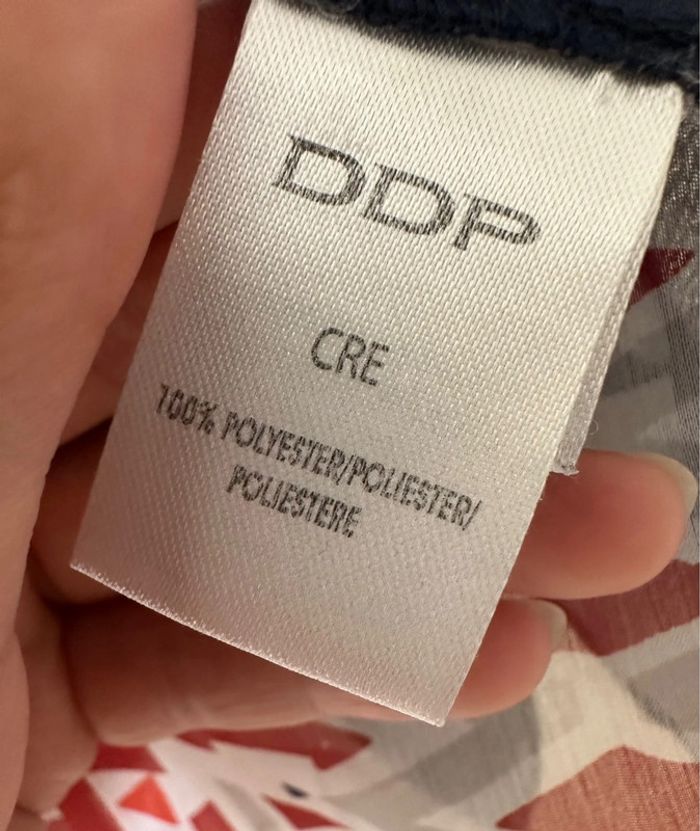 DDP
CRE
100% POLYESTER/POLIESTER/
POLIESTERE